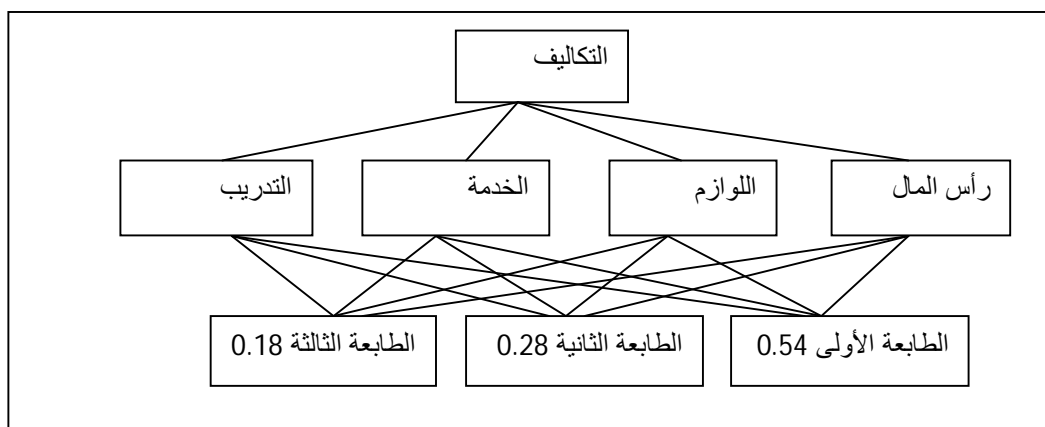 التكاليف
رأس المال
اللوازم
الخدمة
التدريب
الطابعة الأولى 0.54
الطابعة الثانية 0.28
الطابعة الثالثة 0.18